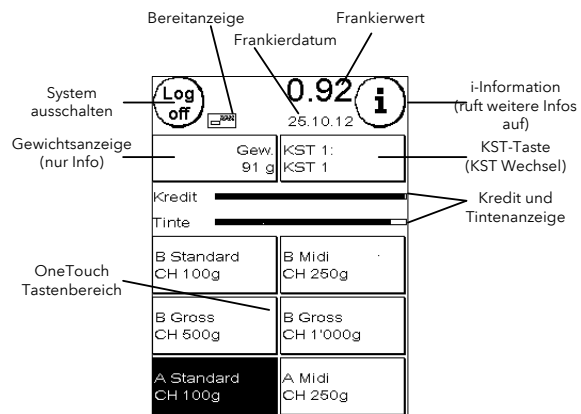 Bereitanzeige
Frankierwert
Frankierdatum
System
ausschalten
Log
off
0.92
i
25.10.12
i-Information
(ruft weitere Infos
auf)
Gewichtsanzeige
(nur Info)
Gew.
91 g
KST 1:
KST 1
KST-Taste
(KST Wechsel)
Kredit
Tinte
Kredit und
Tintenanzeige
OneTouch
Tastenbereich
B Standard
CH 100g
B Midi
CH 250g
B Gross
CH 500g
B Gross
CH 1'000g
A Standard
CH 100g
A Midi
CH 250g